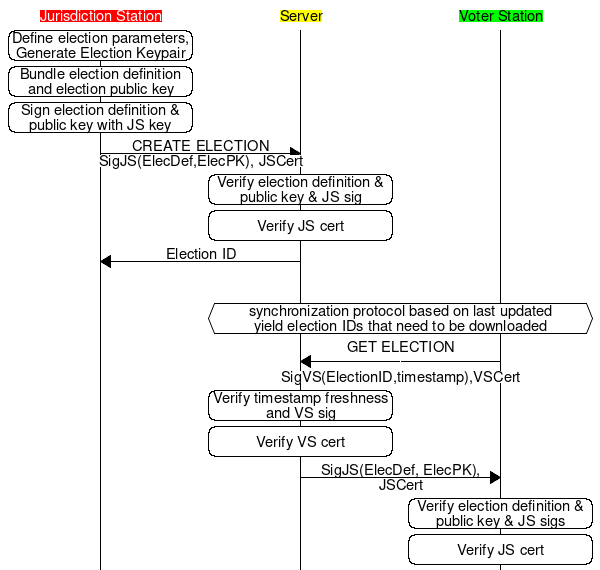 Jurisdiction Station
Server
Voter Station
Define election parameters,
Generate Election Keypair
Bundle election definition
and election public key
Sign election definition &
public key with JS key
CREATE ELECTION
SigJS(ElecDef,ElecPK), JSCert
Verify election definition &
public key & JS sig
Verify JS cert
Election ID
synchronization protocol based on last updated
yield election IDs that need to be downloaded
GET ELECTION
SigVS(ElectionID,timestamp),VSCert
Verify timestamp freshness
and VS sig
Verify VS cert
SigJS(ElecDef, ElecPK),
JSCert
Verify election definition &
public key & JS sigs
Verify JS cert